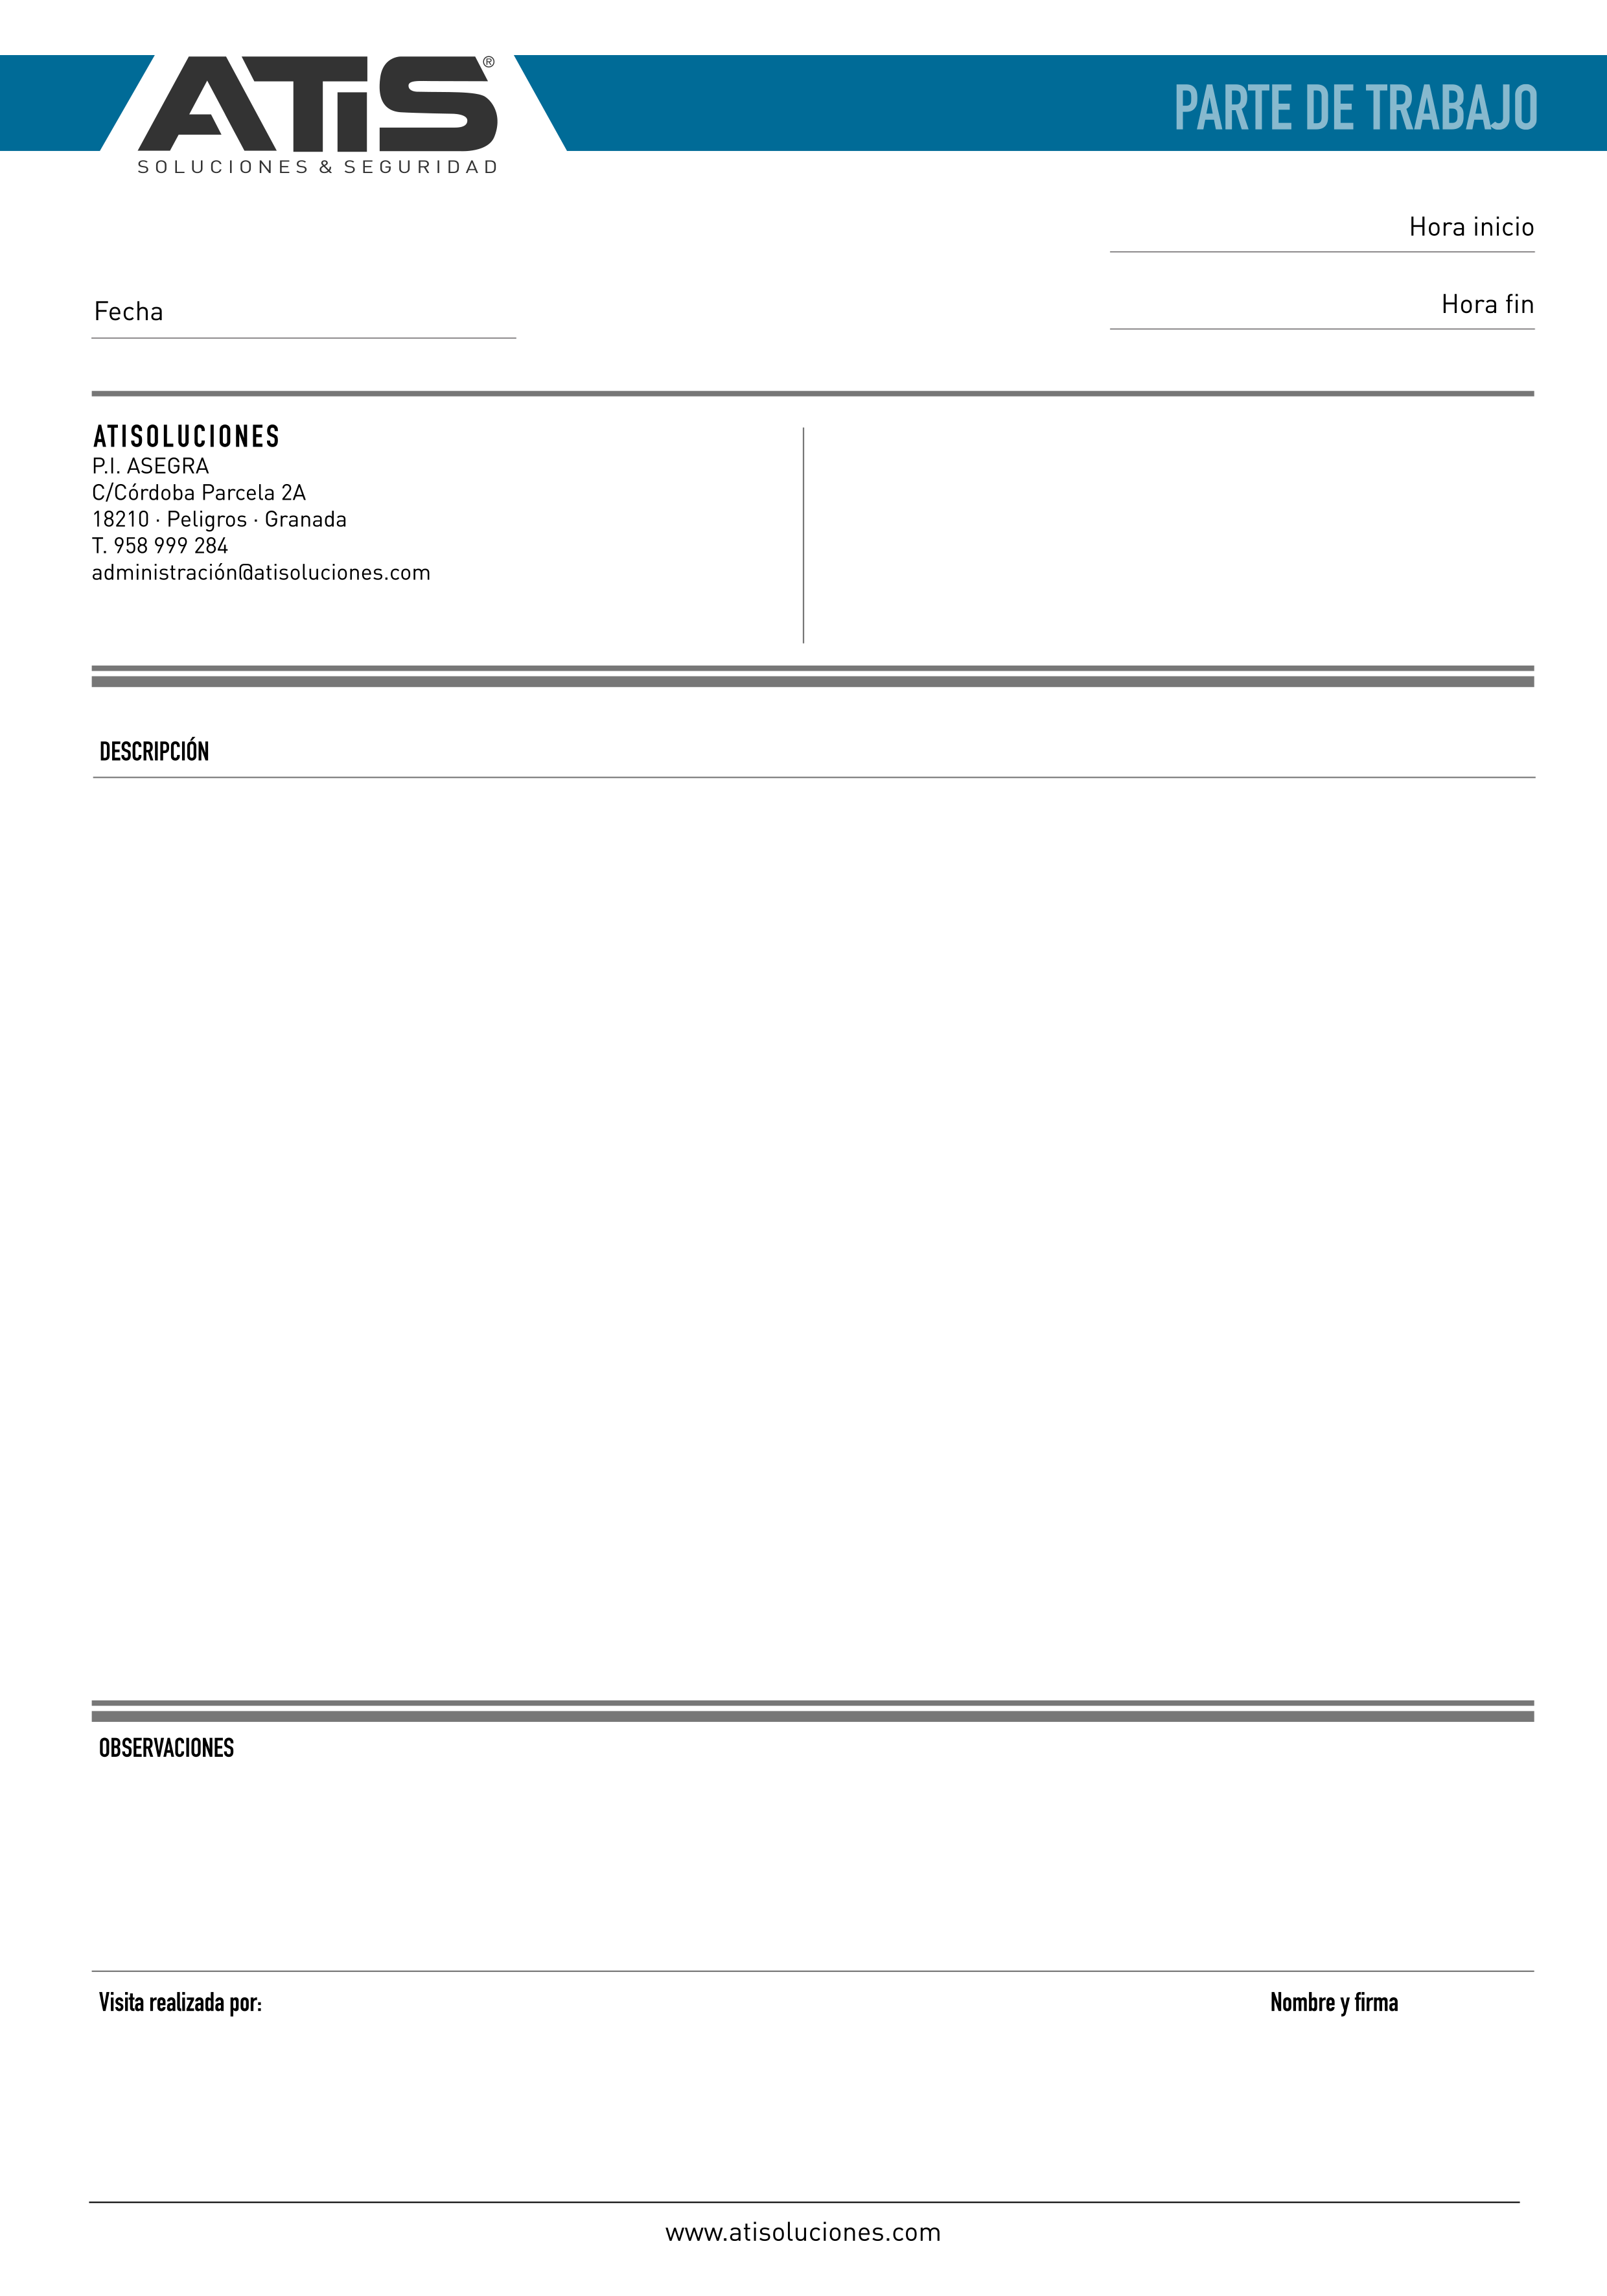 ATiS®
SOLUCIONES & SEGURIDAD
PARTE DE TRABAJO
Hora inicio
Fecha
Hora fin
ATISOLUCIONES
P.I. ASEGRA
C/Córdoba Parcela 2A
18210 · Peligros · Granada
T. 958 999 284
administración@atisoluciones.com
DESCRIPCIÓN
OBSERVACIONES
Visita realizada por:
Nombre y firma
www.atisoluciones.com